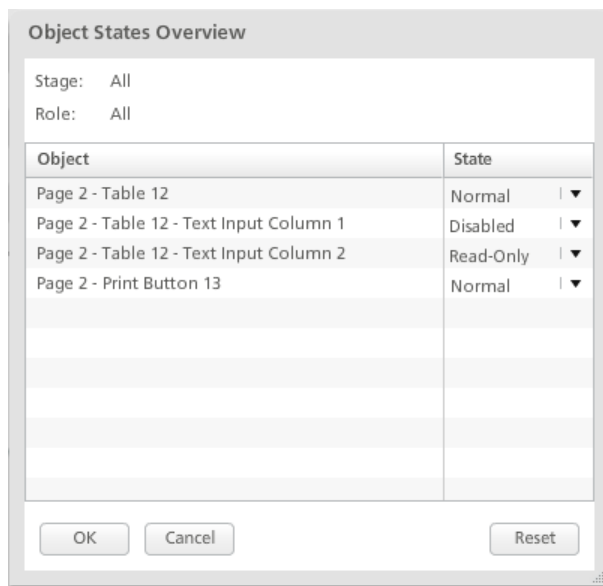 Object States Overview
Stage: All
Role: All
Object State
Page 2 - Table 12 Normal
Page 2 - Table 12 - Text Input Column 1 Disabled
Page 2 - Table 12 - Text Input Column 2 Read-Only
Page 2 - Print Button 13 Normal
OK Cancel Reset